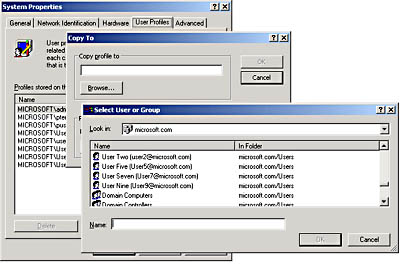 System Properties
General
Network Identification
Hardware
User Profiles
Advanced
User
related
each c
that is t
Profiles stored on th
Name
MICROSOFT\adm
MICROSOFT\pter
MICROSOFT\pus
MICROSOFT\Use
MICROSOFT\Use
MICROSOFT\Use
MICROSOFT\Use
MICROSOFT\Use
Delete
Copy To
Copy profile to
OK
Cancel
Browse...
Select User or Group
Look in:
microsoft.com
Name
In Folder
User Two (user2@microsoft.com)
microsoft.com/Users
User Five (User5@microsoft.com)
microsoft.com/Users
User Seven (User7@microsoft.com)
microsoft.com/Users
User Nine (User9@microsoft.com)
microsoft.com/Users
Domain Computers
microsoft.com/Users
Domain Controllers
microsoft.com/Users
Name:
OK
Cancel